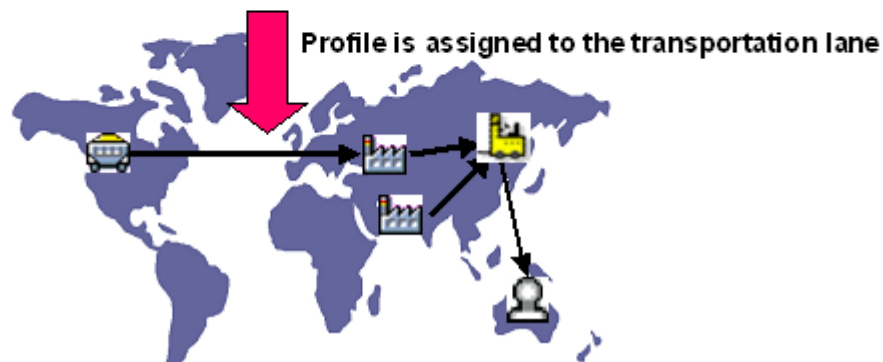 Profile is assigned to the transportation lane